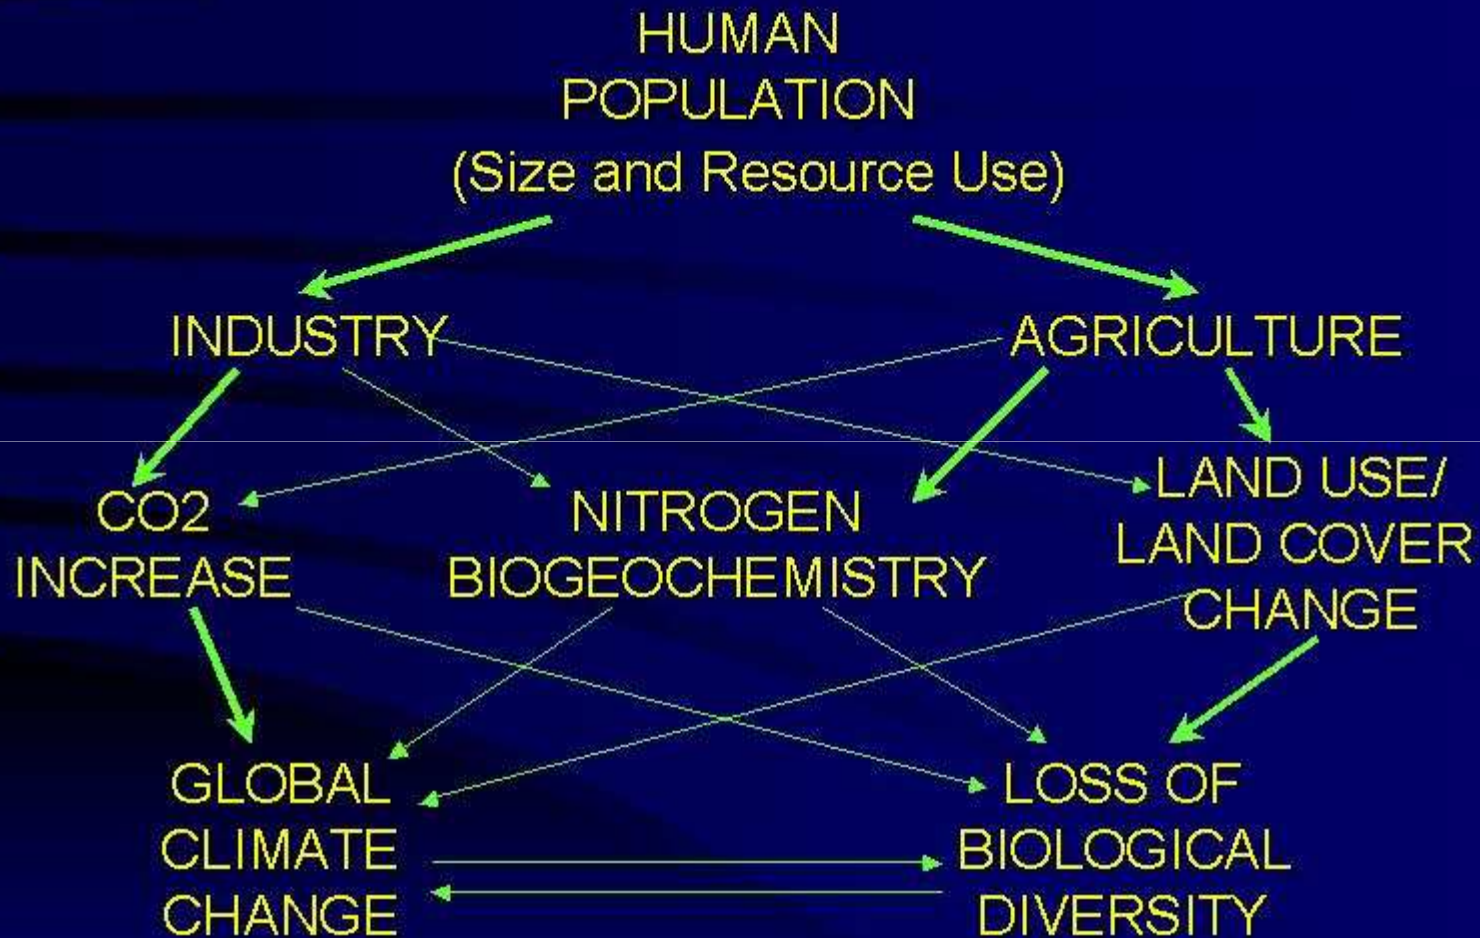 HUMAN
POPULATION
(Size and Resource Use)
INDUSTRY
AGRICULTURE
CO2
INCREASE
NITROGEN
BIOGEOCHEMISTRY
LAND USE/
LAND COVER
CHANGE
GLOBAL
CLIMATE
CHANGE
LOSS OF
BIOLOGICAL
DIVERSITY